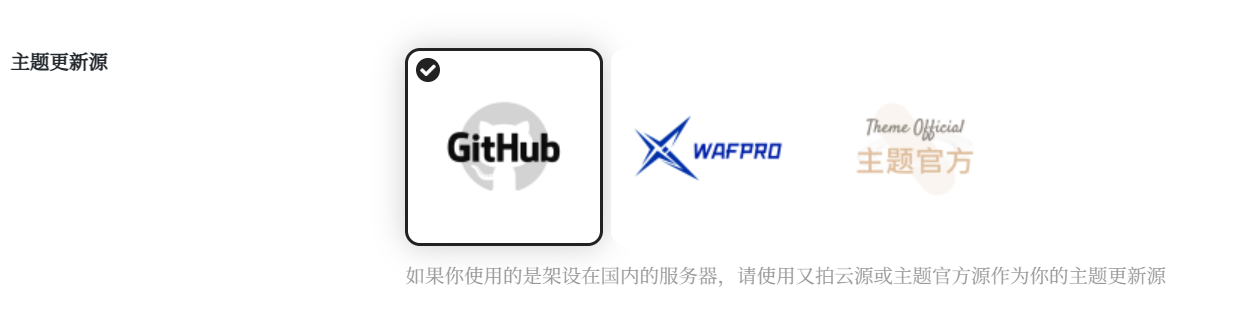 主题更新源
GitHub
WAFPRO
Theme Official
主题官方
如果你使用的是架设在国内的服务器，请使用又拍云源或主题官方源作为你的主题更新源